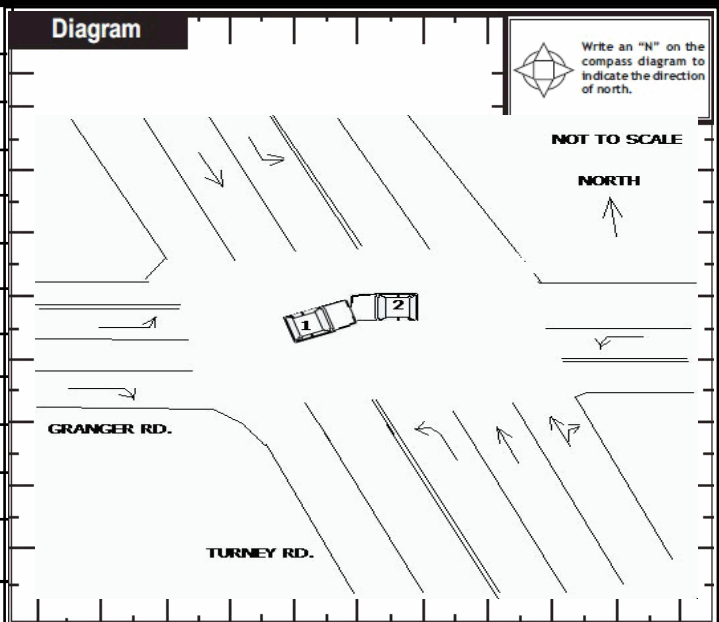 Diagram
Write an “N” on the
compass diagram to
indicate the direction
of north.
NOT TO SCALE
NORTH
1
2
GRANGER RD.
TURNEY RD.